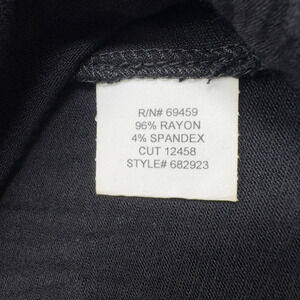 R/N# 69459
96% RAYON
4% SPANDEX
CUT 12458
STYLE# 682923